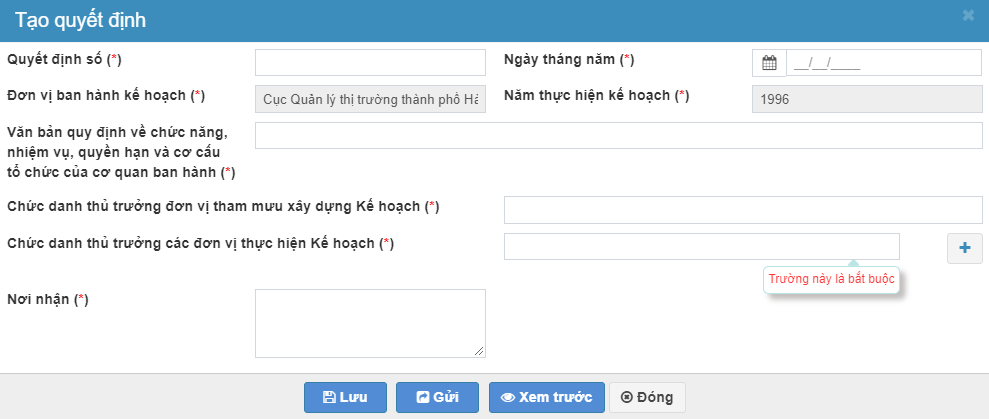 Tạo quyết định
Quyết định số (*)
Ngày tháng năm (*)
__/__/____
Đơn vị ban hành kế hoạch (*)
Cục Quản lý thị trường thành phố Hà
Năm thực hiện kế hoạch (*)
1996
Văn bản quy định về chức năng,
nhiệm vụ, quyền hạn và cơ cấu
tổ chức của cơ quan ban hành (*)
Chức danh thủ trưởng đơn vị tham mưu xây dựng Kế hoạch (*)
Chức danh thủ trưởng các đơn vị thực hiện Kế hoạch (*)
Trường này là bắt buộc
Nơi nhận (*)
Lưu
Gửi
Xem trước
Đóng